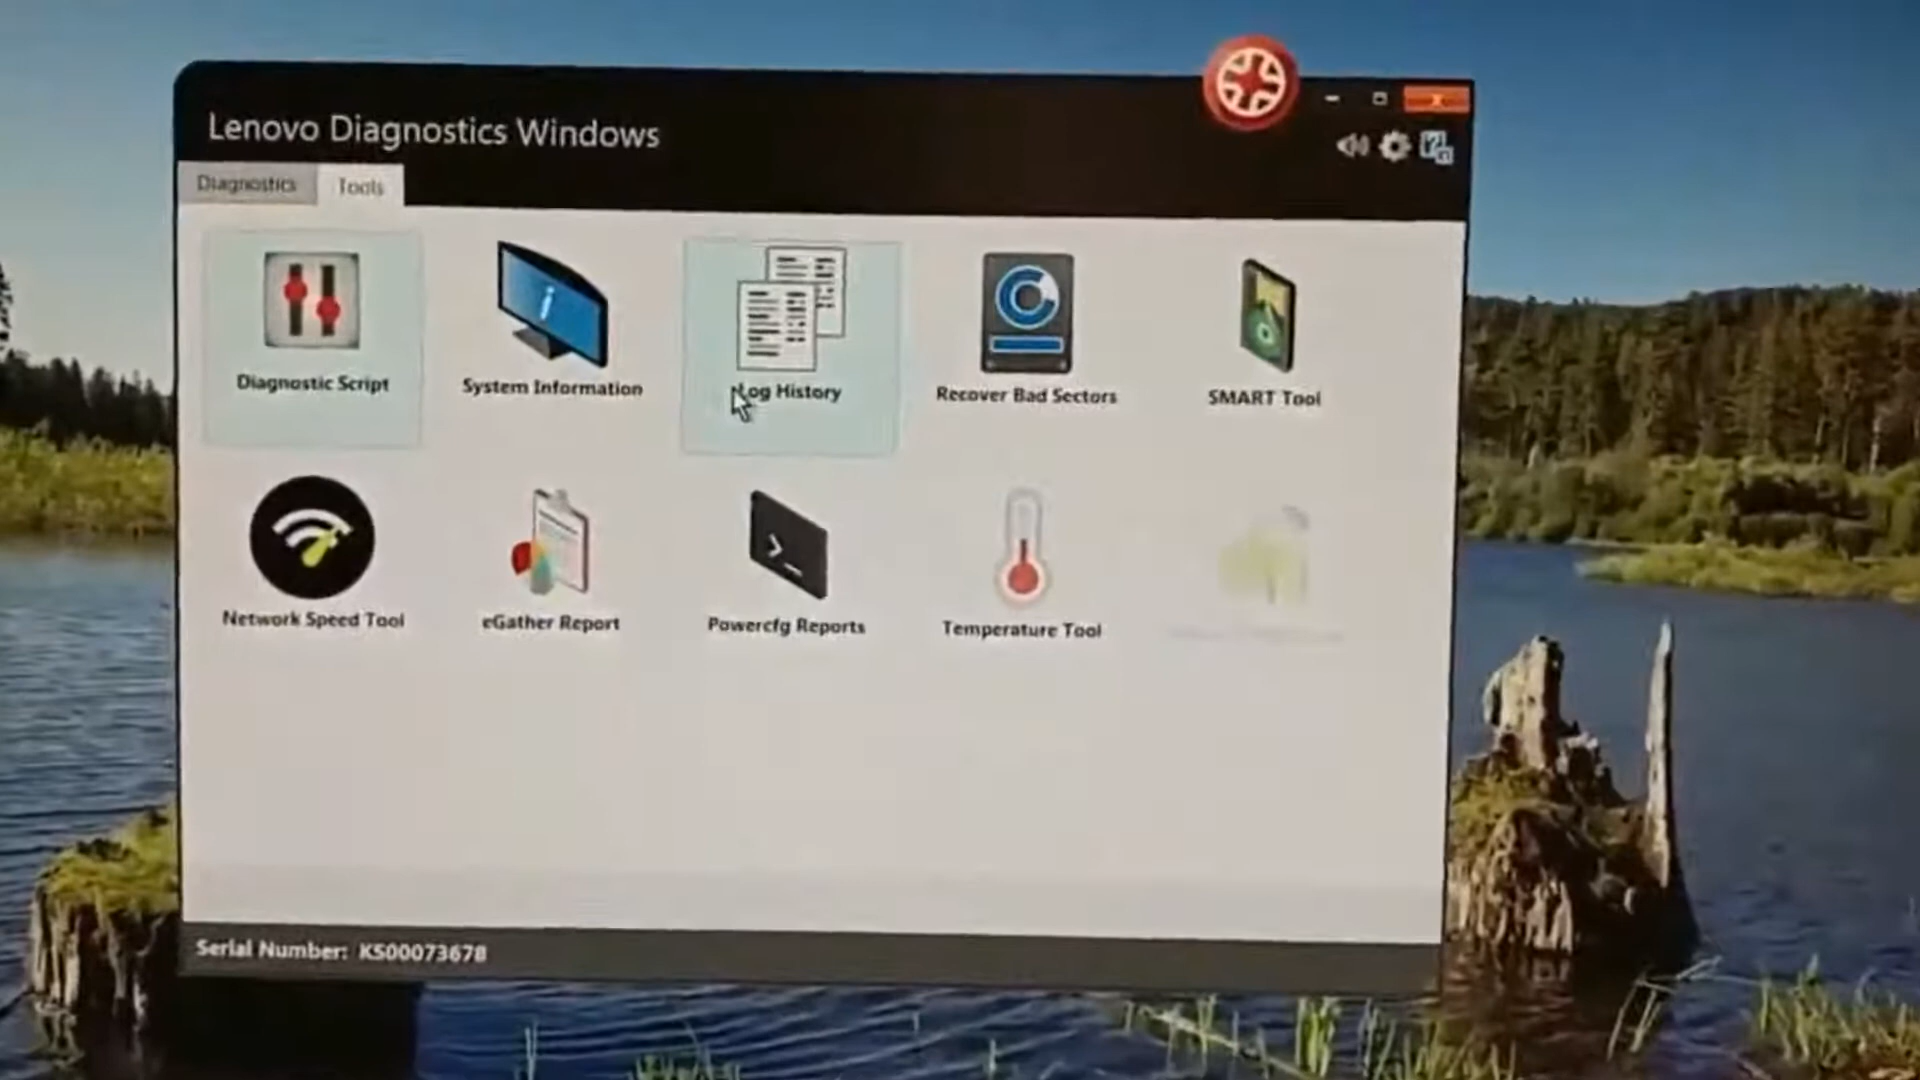 Lenovo Diagnostics Windows
Diagnostics Tools
Diagnostic Script System Information Log History Recover Bad Sectors SMART Tool
Network Speed Tool eGather Report Powercfg Reports Temperature Tool
Serial Number: KS00073678